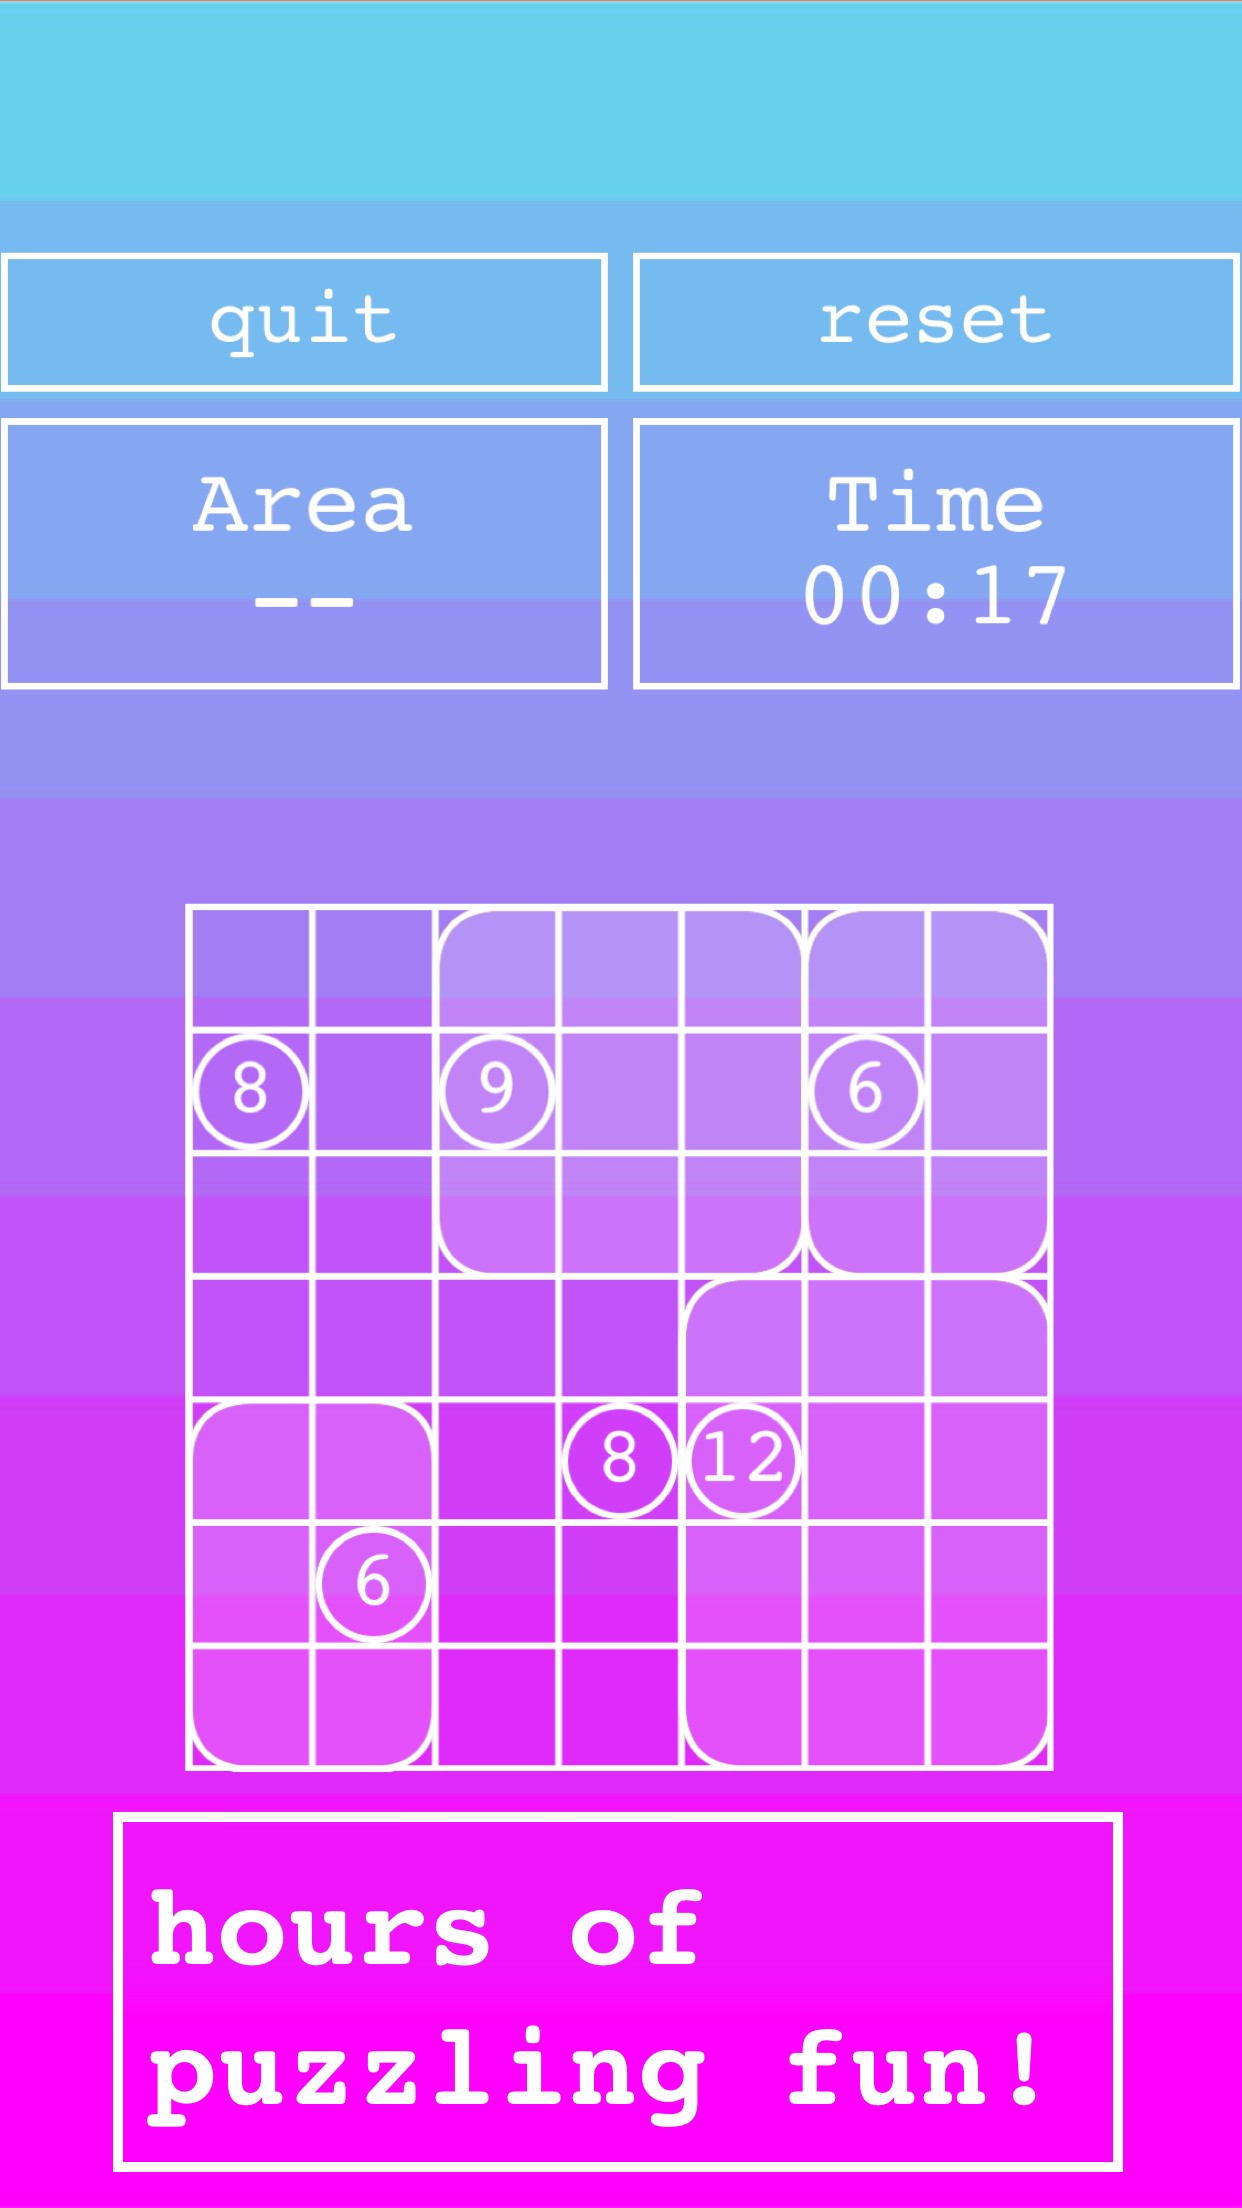 quit reset
Area Time
-- 00:17
8 9 6
8 12
6
hours of
puzzling fun!